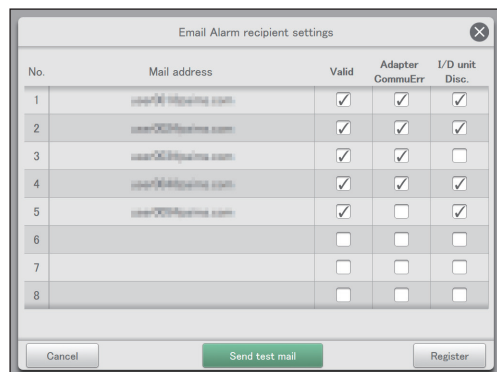 Email Alarm recipient settings
No. Mail address Valid Adapter CommuErr I/D unit Disc.
1
2
3
4
5
6
7
8
Cancel Send test mail Register